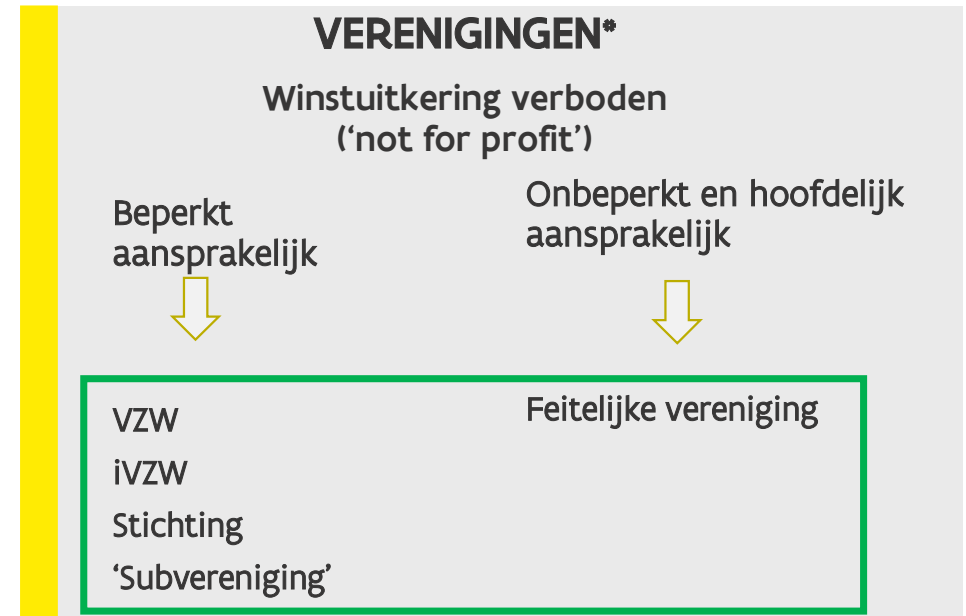 VERENIGINGEN*
Winstuitkering verboden
(‘not for profit’)
Beperkt
aansprakelijk
Onbeperkt en hoofdelijk
aansprakelijk
VZW
iVZW
Stichting
‘Subvereniging’
Feitelijke vereniging